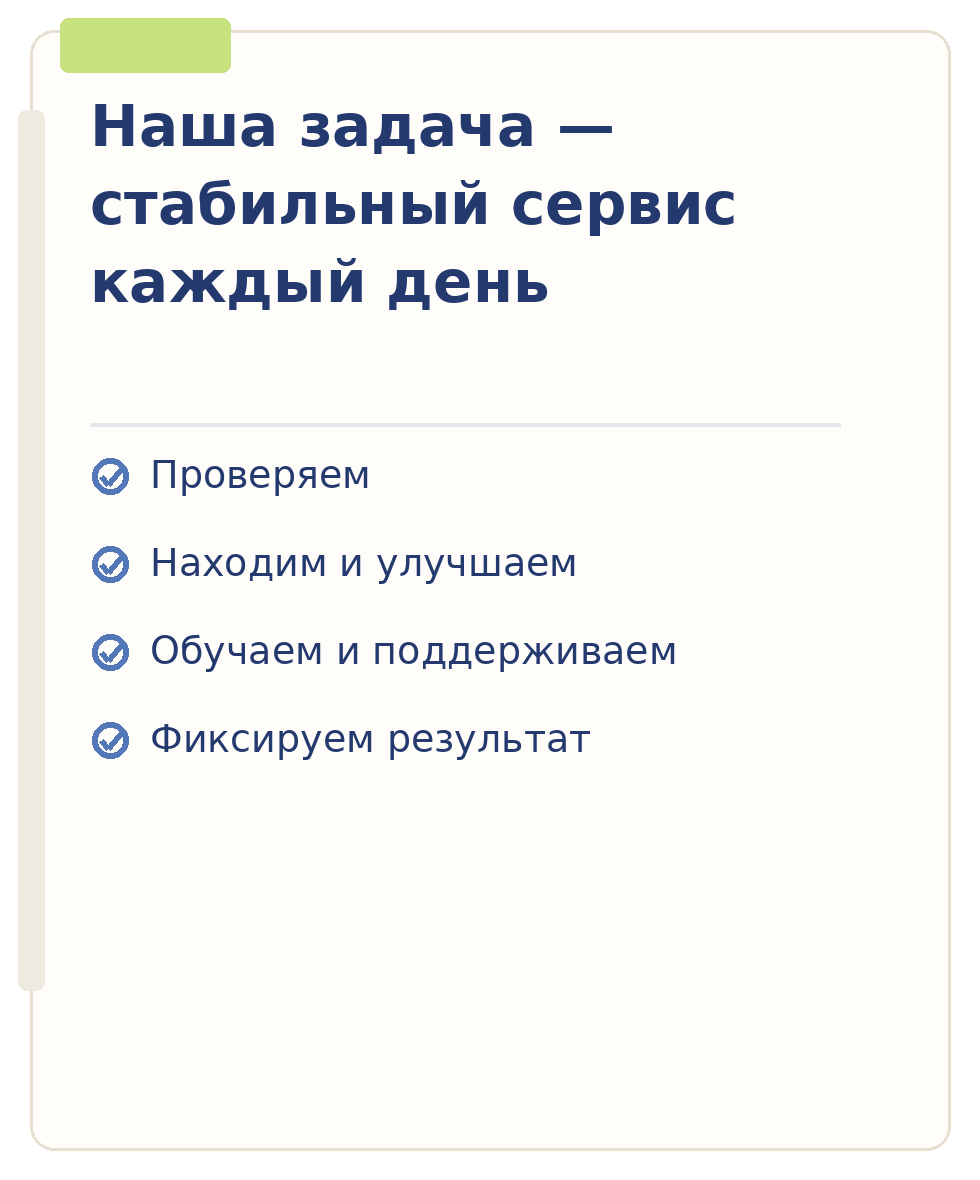 Наша задача —
стабильный сервис
каждый день
Проверяем
Находим и улучшаем
Обучаем и поддерживаем
Фиксируем результат